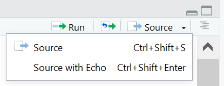 Run Source
Source Ctrl+Shift+S
Source with Echo Ctrl+Shift+Enter